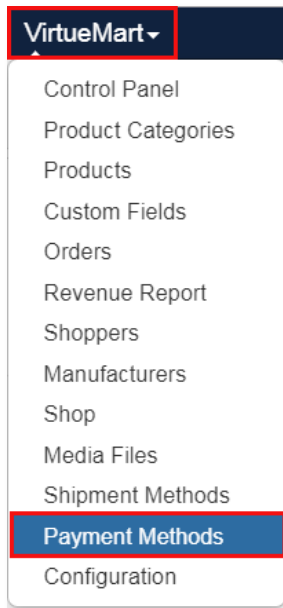 VirtueMart
Control Panel
Product Categories
Products
Custom Fields
Orders
Revenue Report
Shoppers
Manufacturers
Shop
Media Files
Shipment Methods
Payment Methods
Configuration